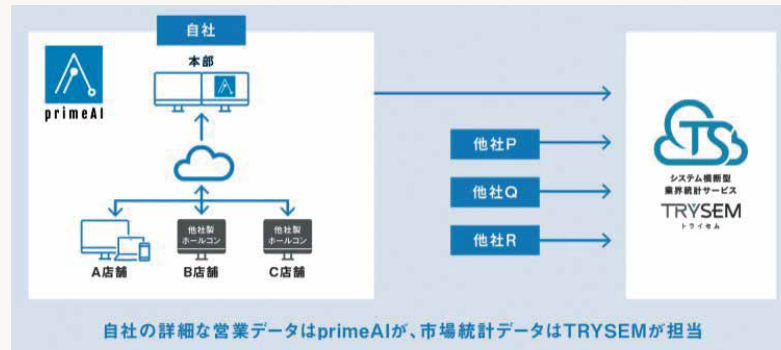 自社
primeAI
本部
他社製
ホールコン
他社製
ホールコン
A店舗
B店舗
C店舗
他社P
他社Q
他社R
TS
システム横断型
業界統計サービス
TRYSEM
トライセム
自社の詳細な営業データはprimeAIが、市場統計データはTRYSEMが担当